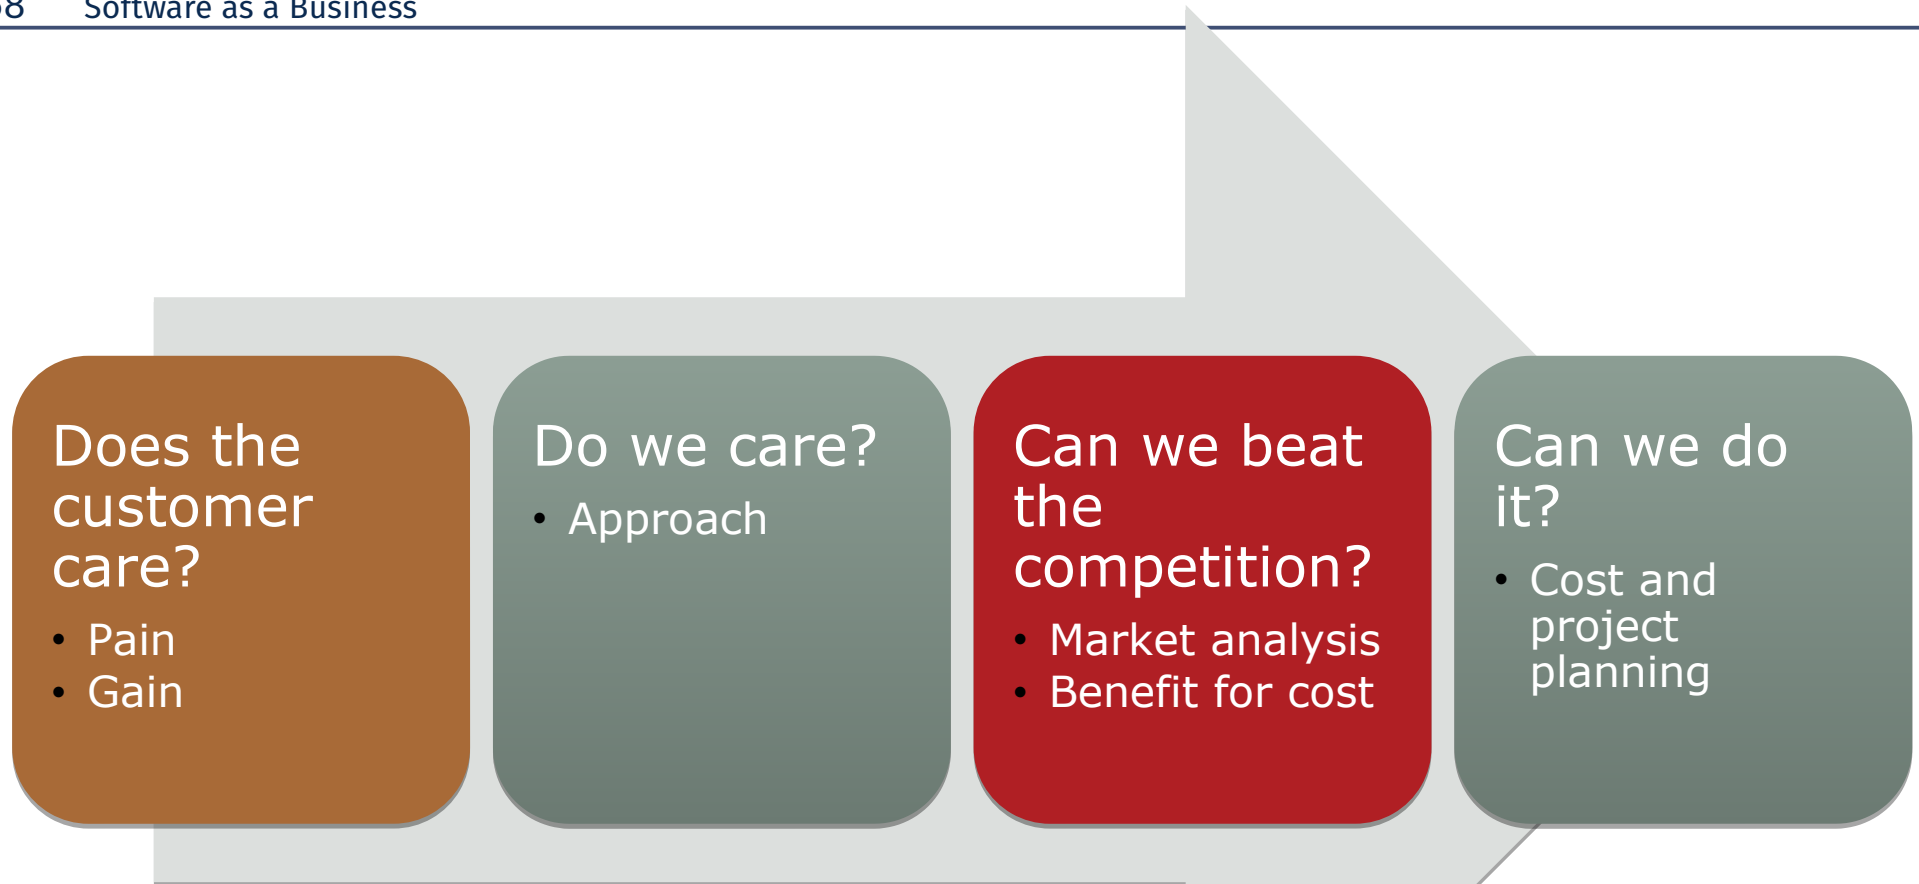 Software as a Business
Does the
customer
care?
• Pain
• Gain
Do we care?
• Approach
Can we beat
the
competition?
• Market analysis
• Benefit for cost
Can we do
it?
• Cost and
project
planning